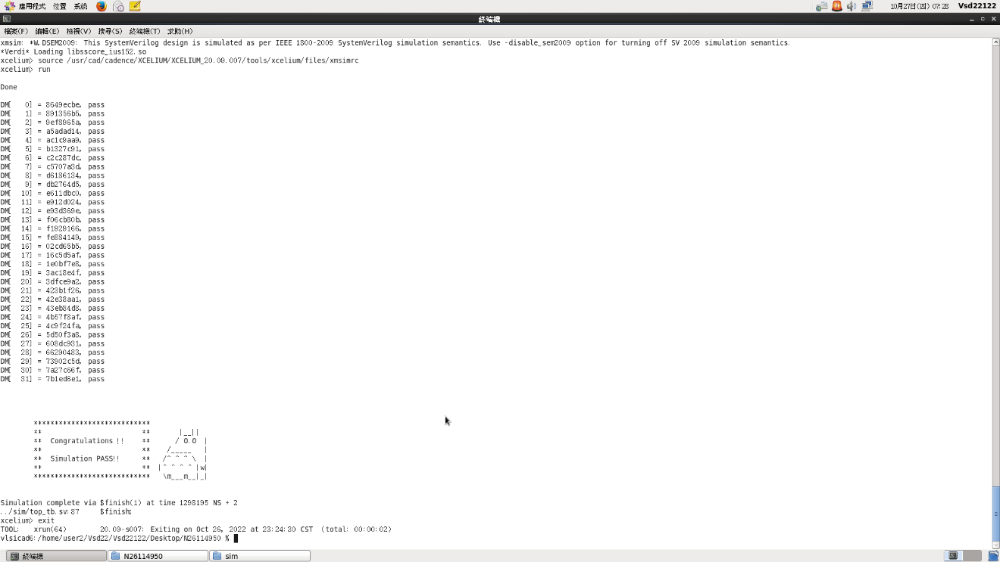 應用程式 位置 系統 10月27日(四) 07:28 Vsd22122
終端機
檔案(F) 編輯(E) 檢視(V) 搜尋(S) 終端機(T) 求助(H)
xmsim: *W,DSEM2009: This SystemVerilog design is simulated as per IEEE 1800-2009 SystemVerilog simulation semantics. Use -disable_sem2009 option for turning off SV 2009 simulation semantics.
*Verdi* Loading libsscore_ius152.so
xcelium> source /usr/cad/cadence/XCELIUM/XCELIUM_20.09.007/tools/xcelium/files/xmsimrc
xcelium> run
Done
DM[   0] = 8649ecbe, pass
DM[   1] = 891356b5, pass
DM[   2] = 9ef8965a, pass
DM[   3] = a5adad14, pass
DM[   4] = ac1c9aa9, pass
DM[   5] = b1327c91, pass
DM[   6] = c2c287dc, pass
DM[   7] = c5707a3d, pass
DM[   8] = d6186134, pass
DM[   9] = db2764d5, pass
DM[  10] = e611dbc0, pass
DM[  11] = e912d024, pass
DM[  12] = e93d369e, pass
DM[  13] = f06cb80b, pass
DM[  14] = f1929166, pass
DM[  15] = fe884149, pass
DM[  16] = 02cd65b5, pass
DM[  17] = 16c5d5af, pass
DM[  18] = 1e0bf7e8, pass
DM[  19] = 3ac18e4f, pass
DM[  20] = 3dfce9a2, pass
DM[  21] = 423b1f26, pass
DM[  22] = 42e38aa1, pass
DM[  23] = 43eb84d8, pass
DM[  24] = 4b57f8af, pass
DM[  25] = 4c9f24fa, pass
DM[  26] = 5d50f3a8, pass
DM[  27] = 608dc931, pass
DM[  28] = 66290483, pass
DM[  29] = 73902c5d, pass
DM[  30] = 7a27c66f, pass
DM[  31] = 7b1ed6e1, pass
****************************
**                        **       |__||
**  Congratulations !!    **      / O.O  |
**                        **    /_____   |
**  Simulation PASS!!     **   /^ ^ ^ \  |
**                        **  |^ ^ ^ ^ |w|
****************************   \m___m__|_|
Simulation complete via $finish(1) at time 1298195 NS + 2
../sim/top_tb.sv:87     $finish;
xcelium> exit
TOOL:   xrun(64)        20.09-s007: Exiting on Oct 26, 2022 at 23:24:30 CST  (total: 00:00:02)
vlsicad6:/home/user2/Vsd22/Vsd22122/Desktop/N26114950 %
終端機 N26114950 sim